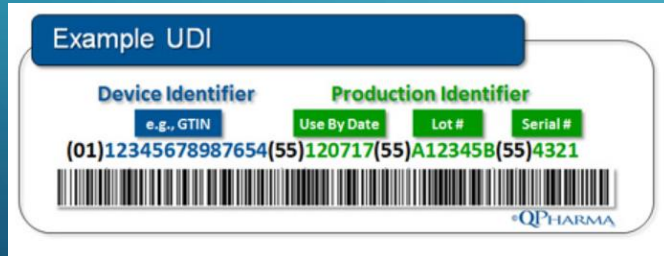 Example UDI
Device Identifier Production Identifier
e.g., GTIN Use By Date Lot # Serial #
(01)12345678987654(55)120717(55)A12345B(55)4321
©QPHARMA